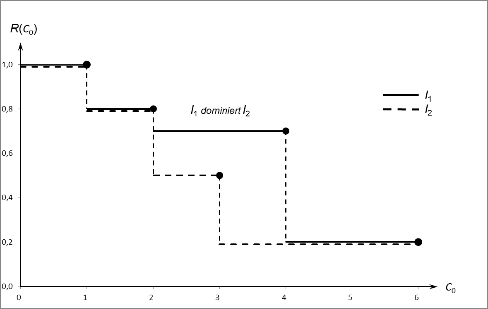 R(c₀)
1,0
0,8
0,6
0,4
0,2
0,0
I₁ dominiert I₂
I₁
I₂
0 1 2 3 4 5 6 c₀